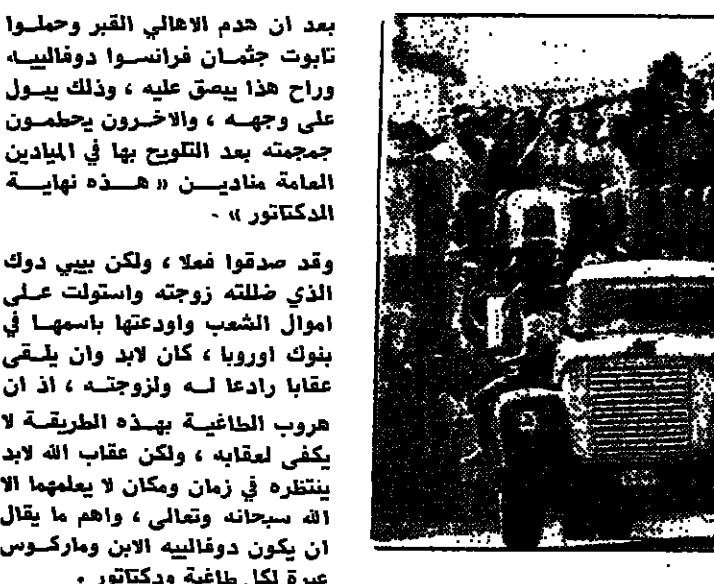 بعد ان هدم الاهالي القبر وحملوا
تابوت جثمان فرانسوا دوفالييه،
وراح هذا يبصق عليه ، وذلك يبول
على وجهه ، والاخرون يحطمون
جمجمته بعد التلويح بها في الميادين
العامة منادين « هذه نهاية
الدكتاتور » ٠
وقد صدقوا فعلا ، ولكن بيبي دوك
الذي ضللته زوجته واستولت على
اموال الشعب واودعتها باسمها في
بنوك اوروبا ، كان لابد وان يلقى
عقابا رادعا له ولزوجته ، اذ ان
هروب الطاغية بهذه الطريقة لا
يكفى لعقابه ، ولكن عقاب الله لابد
ينتظره في زمان ومكان لا يعلمهما الا
الله سبحانه وتعالى ، واهم ما يقال
ان يكون دوفالييه الابن وماركوس
عبرة لكل طاغية ودكتاتور ٠